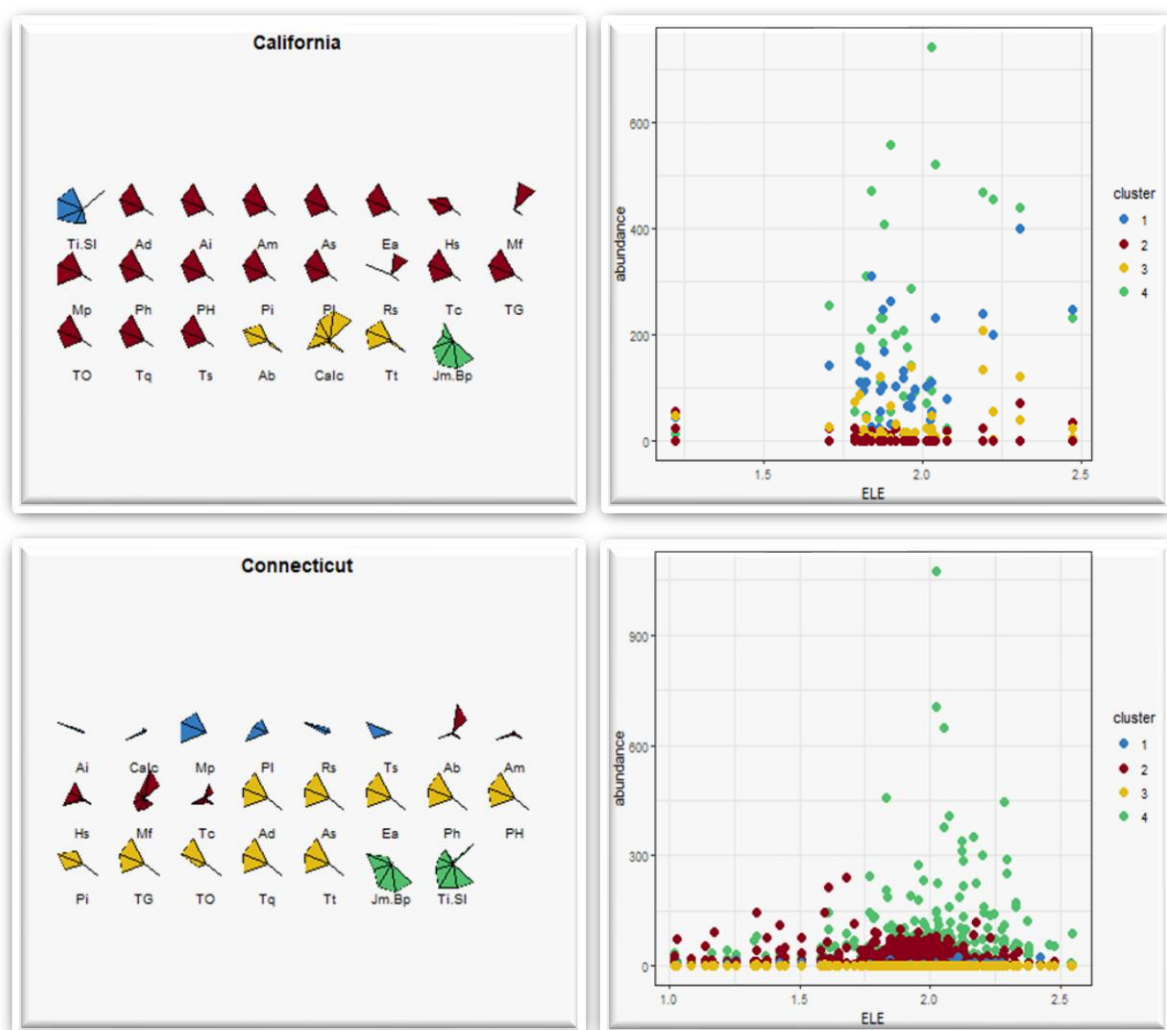 California
Ti.SI Ad Ai Am As Ea Hs Mf
Mp Ph PH Pi PI Rs Tc TG
TO Tq Ts Ab Calc Tt Jm.Bp
abundance
600
400
200
0
1.5 2.0 2.5
ELE
cluster
1
2
3
4
Connecticut
Ai Calc Mp PI Rs Ts Ab Am
Hs Mf Tc Ad As Ea Ph PH
Pi TG TO Tq Tt Jm.Bp Ti.SI
abundance
900
600
300
0
1.0 1.5 2.0 2.5
ELE
cluster
1
2
3
4